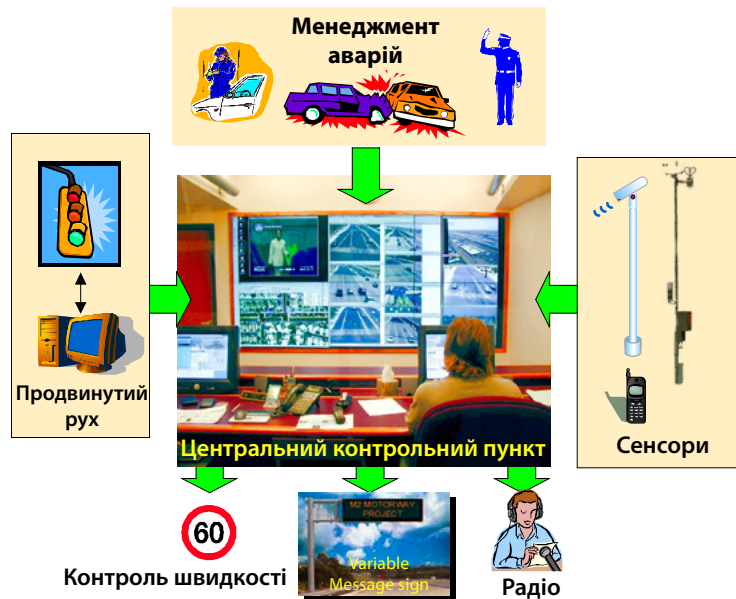 Менеджмент
аварій
Продвинутий
рух
Центральний контрольний пункт
Сенсори
60
Контроль швидкості
M2 MOTORWAY
PROJECT
Variable
Message sign
Радіо